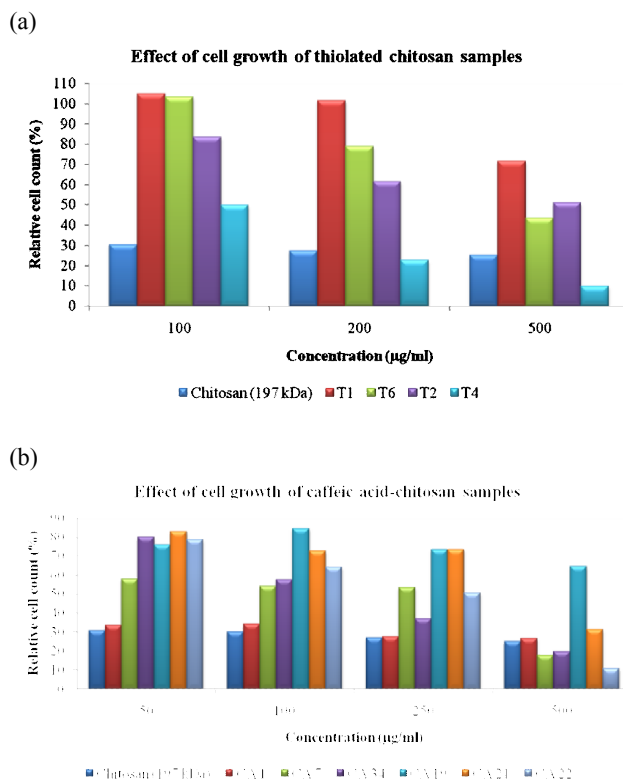 (a)
Effect of cell growth of thiolated chitosan samples
Relative cell count (%)
110
100
90
80
70
60
50
40
30
20
10
0
100 200 500
Concentration (µg/ml)
Chitosan (197 kDa) T1 T6 T2 T4
(b)
Effect of cell growth of caffeic acid-chitosan samples
Relative cell count (%)
50 100 250 500
Concentration (µg/ml)